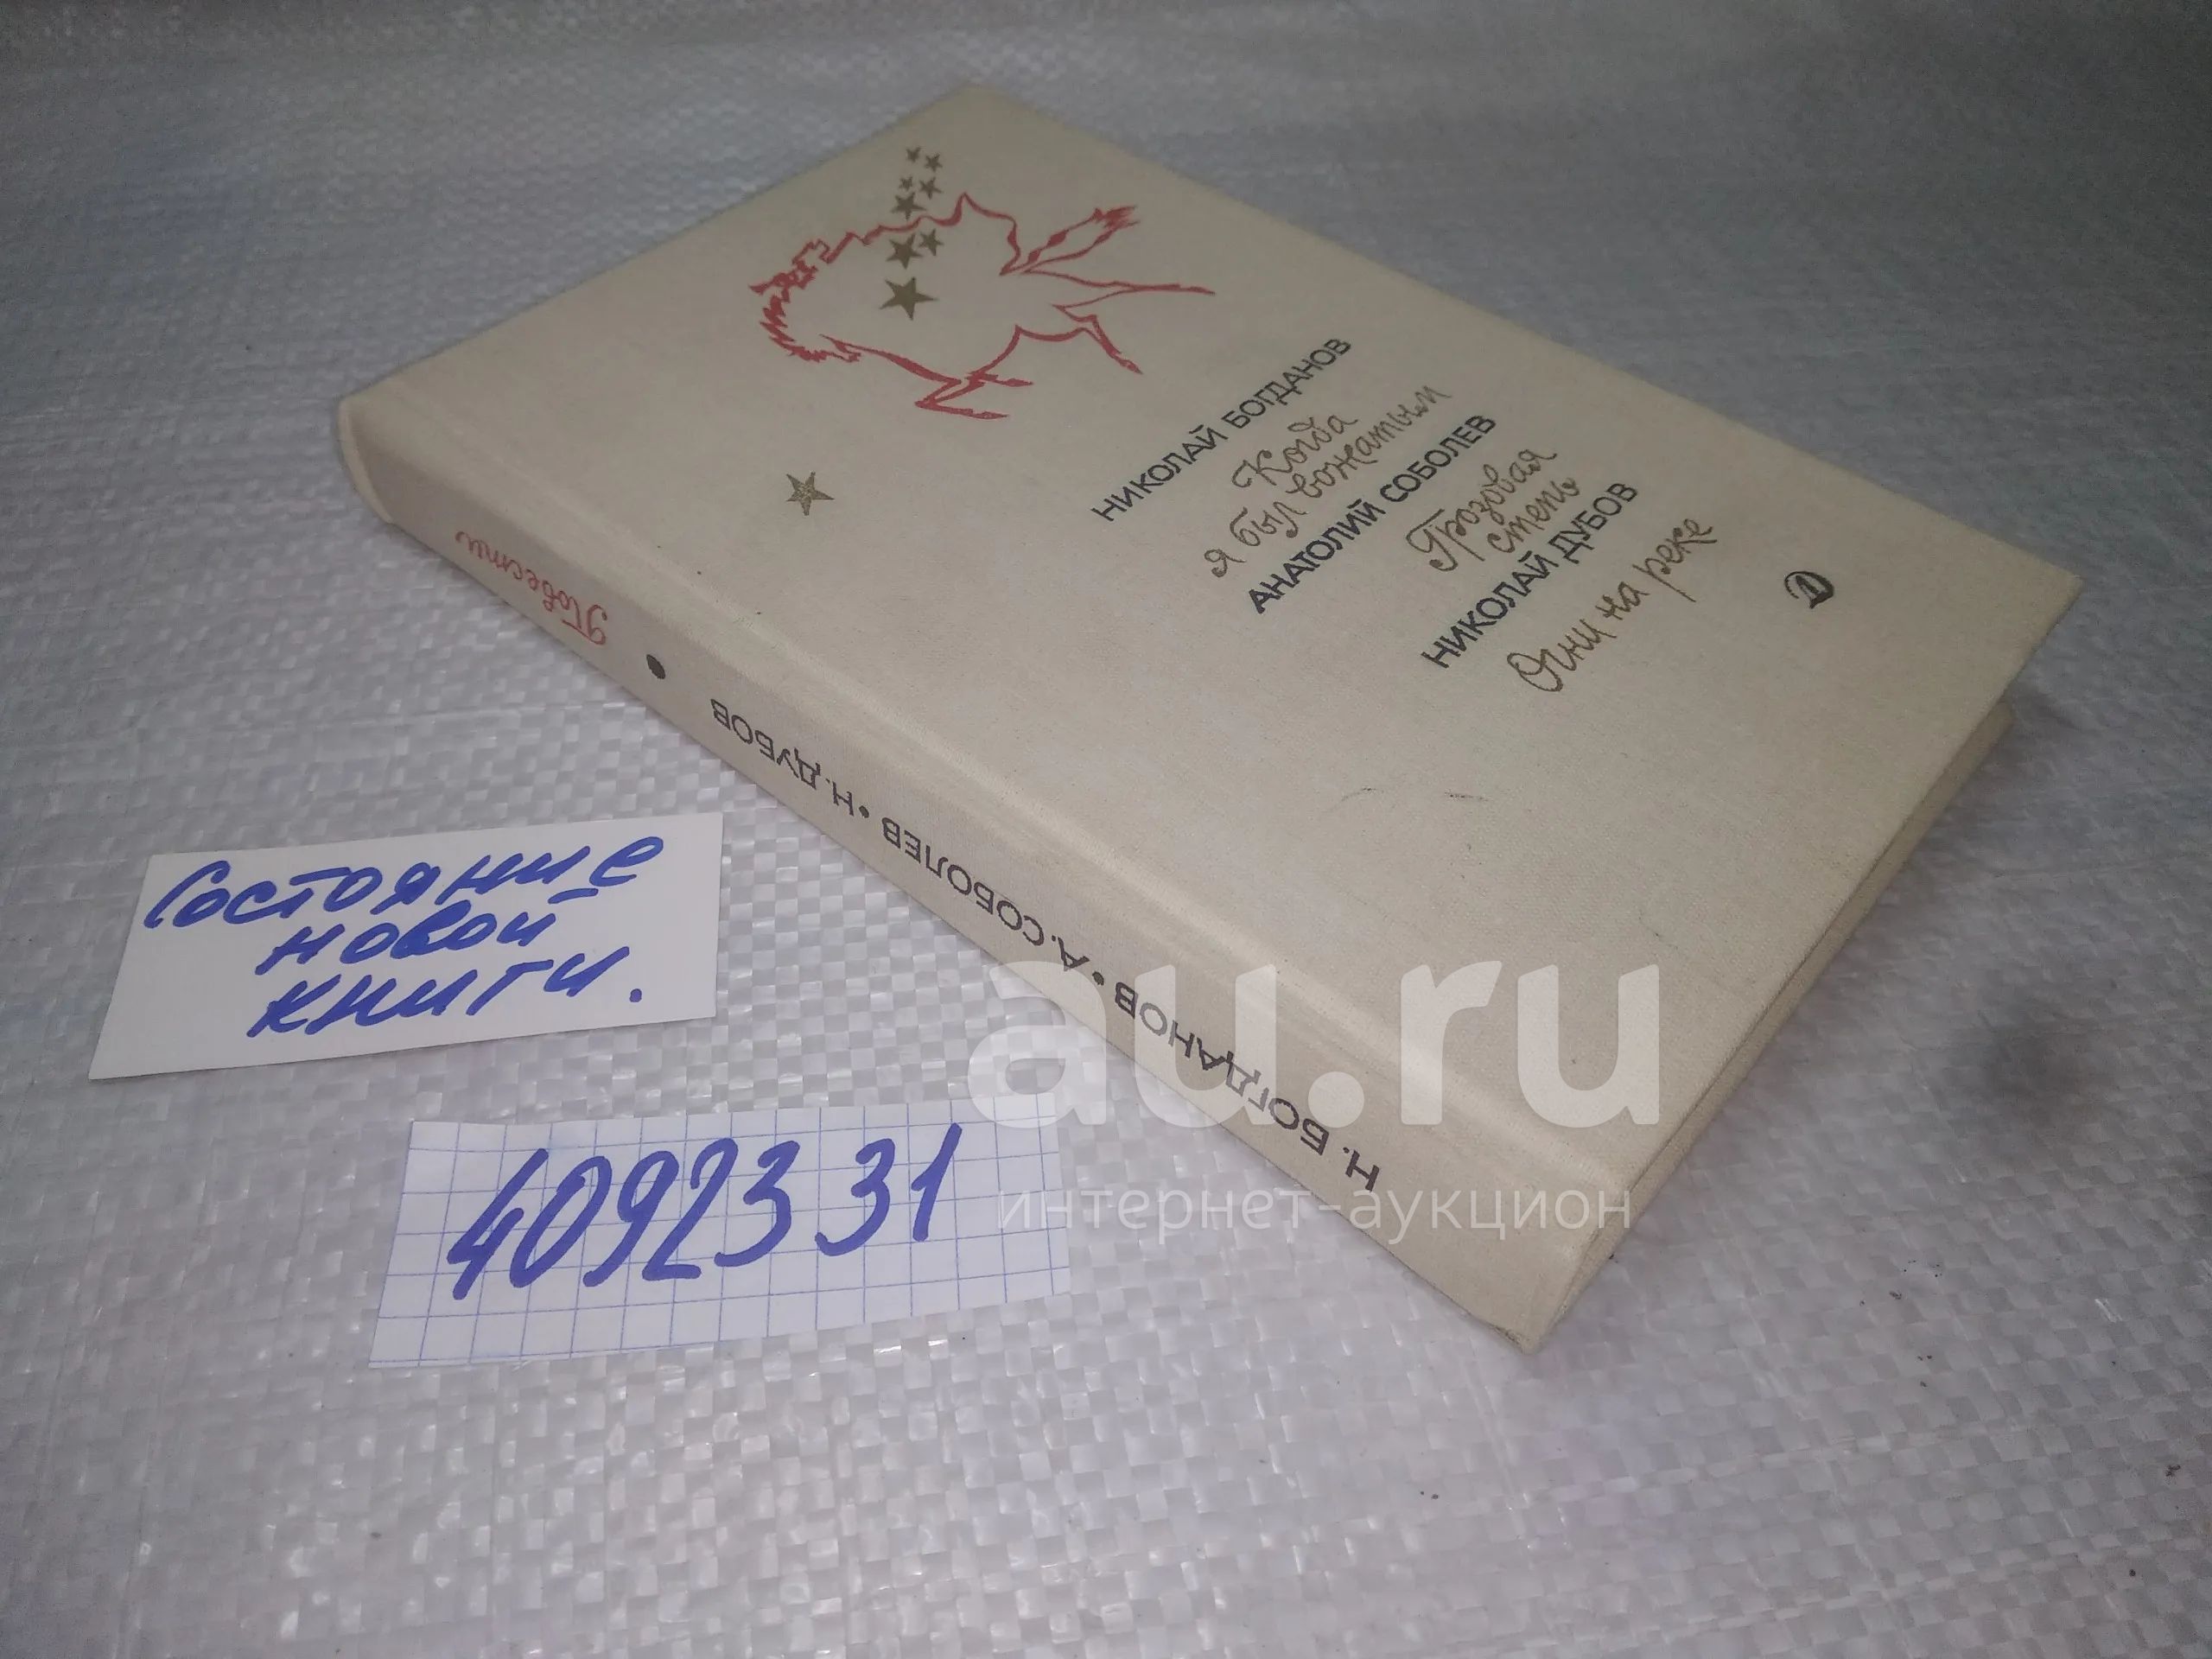 НИКОЛАЙ БОГДАНОВ
Когда
я был вожатым
АНАТОЛИЙ СОБОЛЕВ
Грозовая
степь
НИКОЛАЙ ДУБОВ
Огни на реке
Н. БОГДАНОВ • А. СОБОЛЕВ • Н. ДУБОВ • Повести
Состояние
новой
книги.
4092331
au.ru
интернет-аукцион